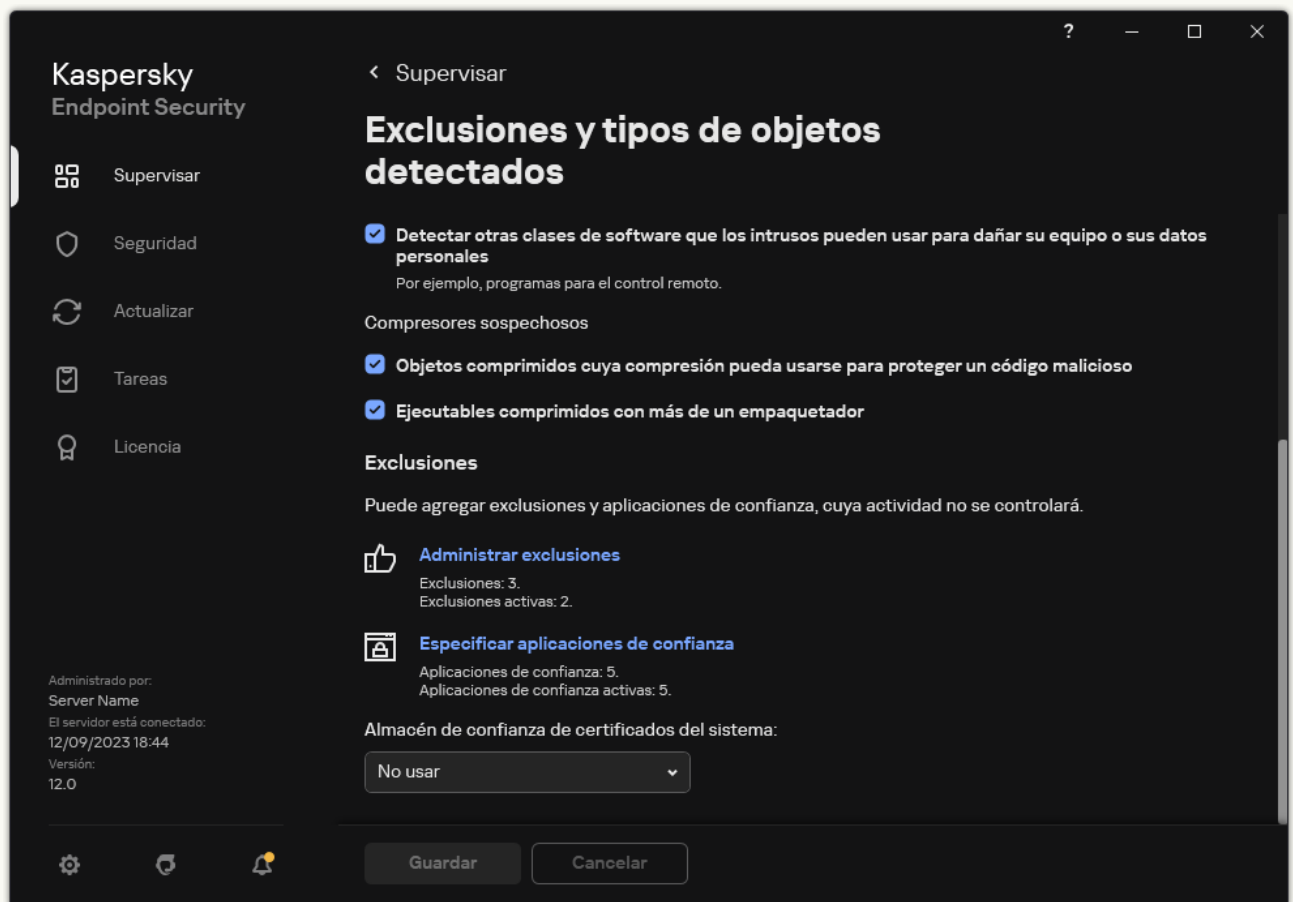 ?
Kaspersky
Endpoint Security
Supervisar
Seguridad
Actualizar
Tareas
Licencia
Administrado por:
Server Name
El servidor está conectado:
12/09/2023 18:44
Versión:
12.0
Supervisar
Exclusiones y tipos de objetos
detectados
Detectar otras clases de software que los intrusos pueden usar para dañar su equipo o sus datos
personales
Por ejemplo, programas para el control remoto.
Compresores sospechosos
Objetos comprimidos cuya compresión pueda usarse para proteger un código malicioso
Ejecutables comprimidos con más de un empaquetador
Exclusiones
Puede agregar exclusiones y aplicaciones de confianza, cuya actividad no se controlará.
Administrar exclusiones
Exclusiones: 3.
Exclusiones activas: 2.
Especificar aplicaciones de confianza
Aplicaciones de confianza: 5.
Aplicaciones de confianza activas: 5.
Almacén de confianza de certificados del sistema:
No usar
Guardar
Cancelar